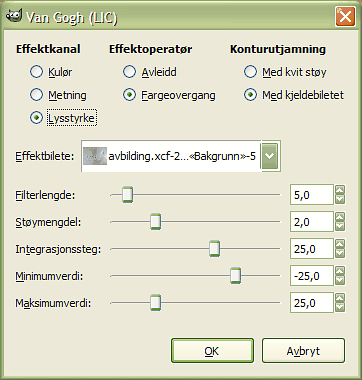 Van Gogh (LIC)
Effektkanal Effektoperatør Konturutjamning
Kulør Avleidd Med kvit støy
Metning Fargeovergang Med kjeldebiletet
Lysstyrke
Effektbilete: avbilding.xcf-2...«Bakgrunn»-5
Filterlengde: 5,0
Støymengdel: 2,0
Integrasjonssteg: 25,0
Minimumverdi: -25,0
Maksimumverdi: 25,0
OK Avbryt